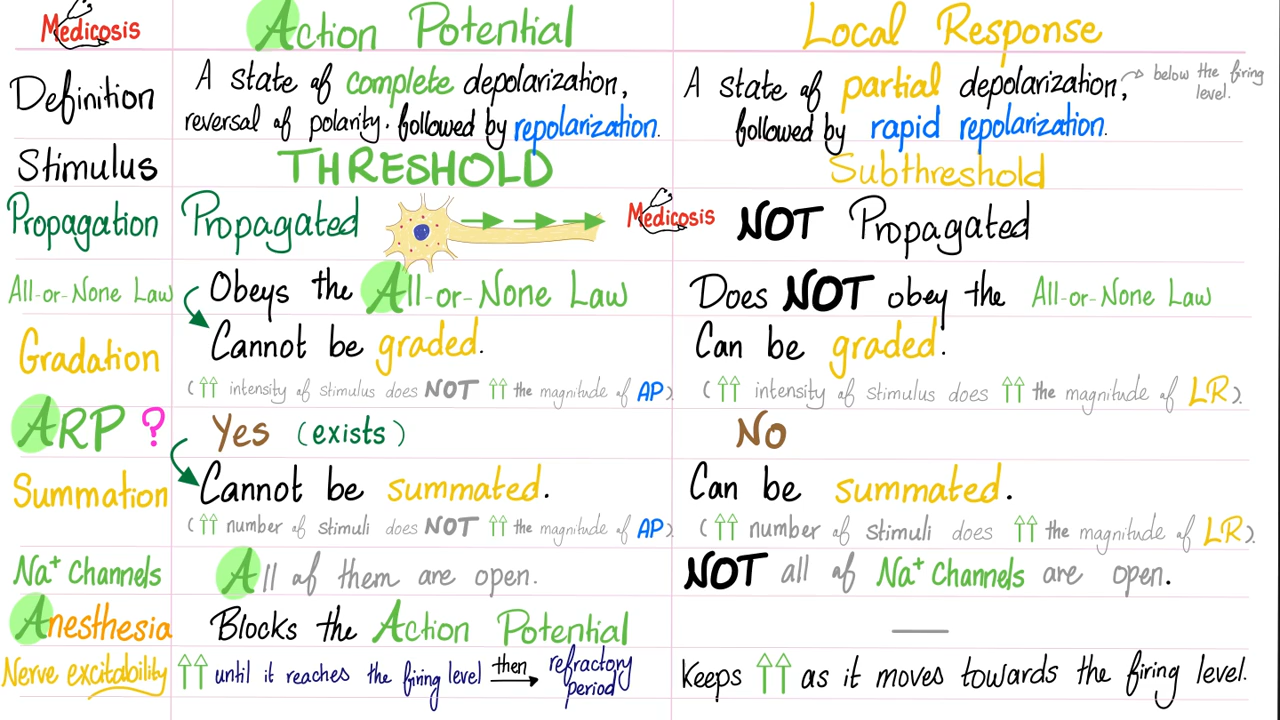 Medicosis
Action Potential
Local Response
Definition
A state of complete depolarization,
reversal of polarity. followed by repolarization.
A state of partial depolarization,
below the firing
level.
followed by rapid repolarization.
Stimulus
THRESHOLD
Subthreshold
Propagation
Propagated
Medicosis
NOT Propagated
All-or-None Law
Obeys the All-or-None Law
Does NOT obey the All-or-None Law
Gradation
Cannot be graded.
(↑↑ intensity of stimulus does NOT ↑↑ the magnitude of AP).
Can be graded.
(↑↑ intensity of stimulus does ↑↑ the magnitude of LR).
ARP ?
Yes (exists)
No
Summation
Cannot be summated.
(↑↑ number of stimuli does NOT ↑↑ the magnitude of AP).
Can be summated.
(↑↑ number of stimuli does ↑↑ the magnitude of LR).
Na+ Channels
All of them are open.
NOT all of Na+ Channels are open.
Anesthesia
Blocks the Action Potential
—
Nerve excitability
↑↑ until it reaches the firing level then → refractory
period
Keeps ↑↑ as it moves towards the firing level.